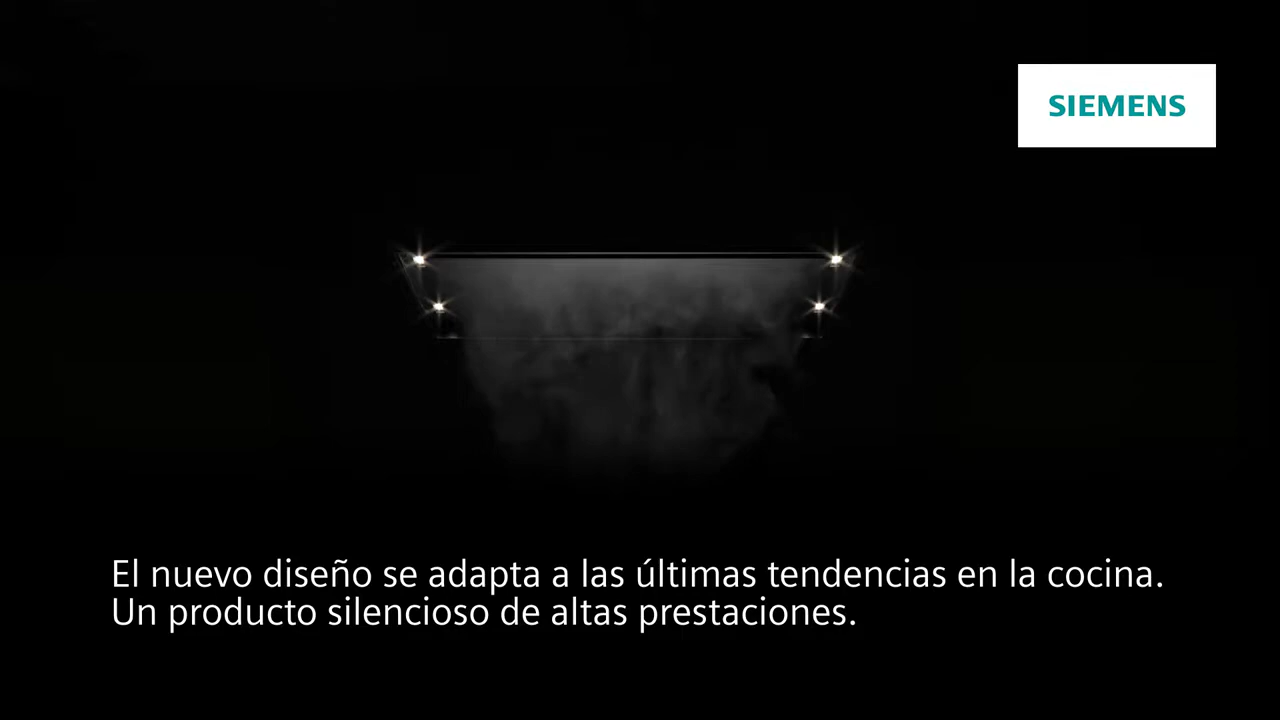 SIEMENS
El nuevo diseño se adapta a las últimas tendencias en la cocina.
Un producto silencioso de altas prestaciones.